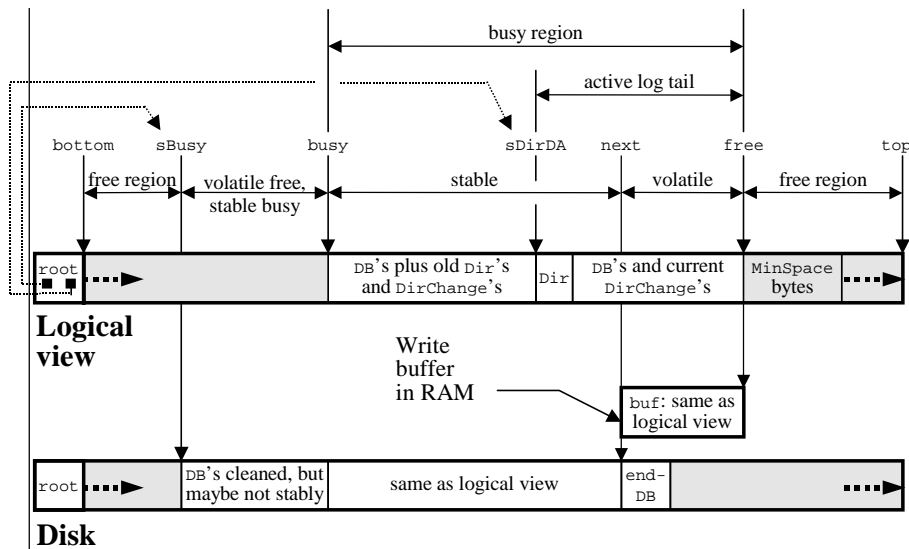 busy region
active log tail
bottom sBusy busy sDirDA next free top
free region volatile free, stable busy stable volatile free region
root
DB's plus old Dir's
and DirChange's
Dir
DB's and current
DirChange's
MinSpace
bytes
Logical
view
Write
buffer
in RAM
buf: same as
logical view
root
DB's cleaned, but
maybe not stably
same as logical view
end-
DB
Disk